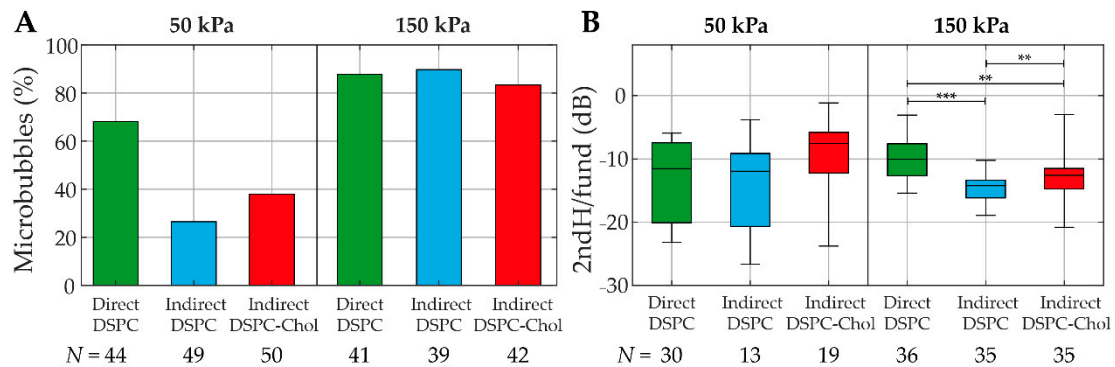 A
50 kPa
150 kPa
Microbubbles (%)
100
80
60
40
20
0
Direct DSPC
Indirect DSPC
Indirect DSPC-Chol
Direct DSPC
Indirect DSPC
Indirect DSPC-Chol
N = 44 49 50 41 39 42
B
50 kPa
150 kPa
2ndH/fund (dB)
0
-10
-20
-30
**
**
***
Direct DSPC
Indirect DSPC
Indirect DSPC-Chol
Direct DSPC
Indirect DSPC
Indirect DSPC-Chol
N = 30 13 19 36 35 35